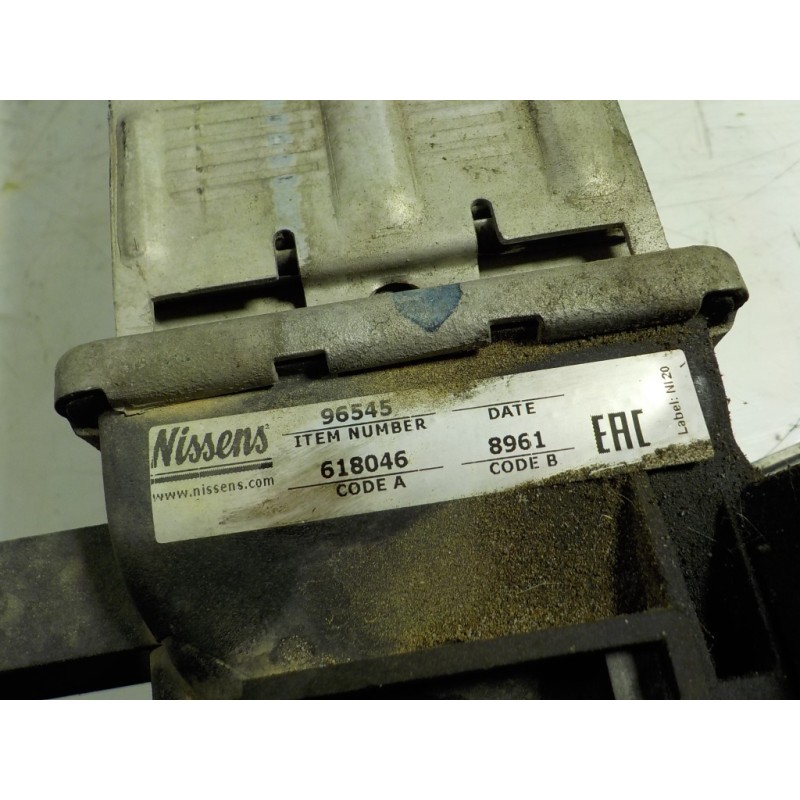 Nissens®
www.nissens.com
96545
ITEM NUMBER
618046
CODE A
DATE
8961
CODE B
EAC
Label: NI 20